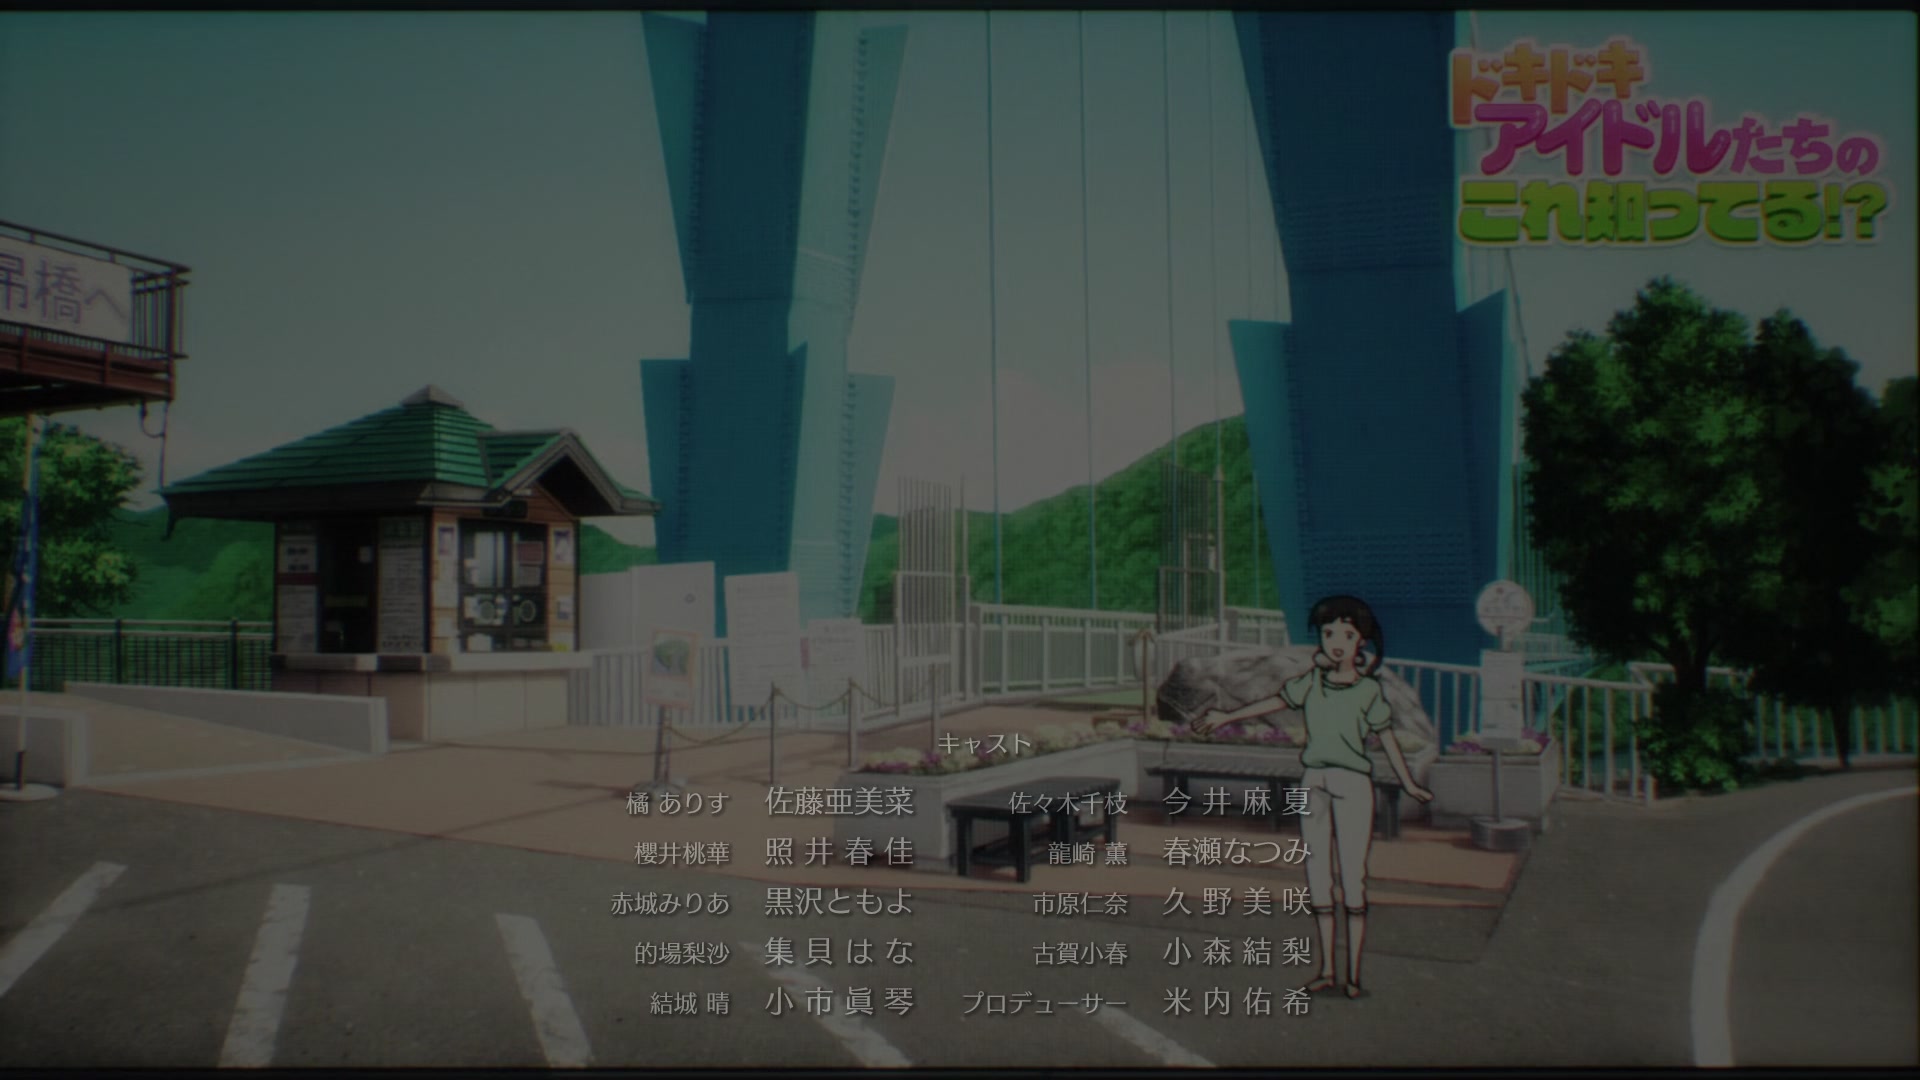 ドキドキ
アイドルたちの
これ知ってる!?
吊橋へ
キャスト
橘 ありす 佐藤亜美菜 佐々木千枝 今井麻夏
櫻井桃華 照井春佳 龍崎 薫 春瀬なつみ
赤城みりあ 黒沢ともよ 市原仁奈 久野美咲
的場梨沙 集貝はな 古賀小春 小森結梨
結城 晴 小市眞琴 プロデューサー 米内佑希